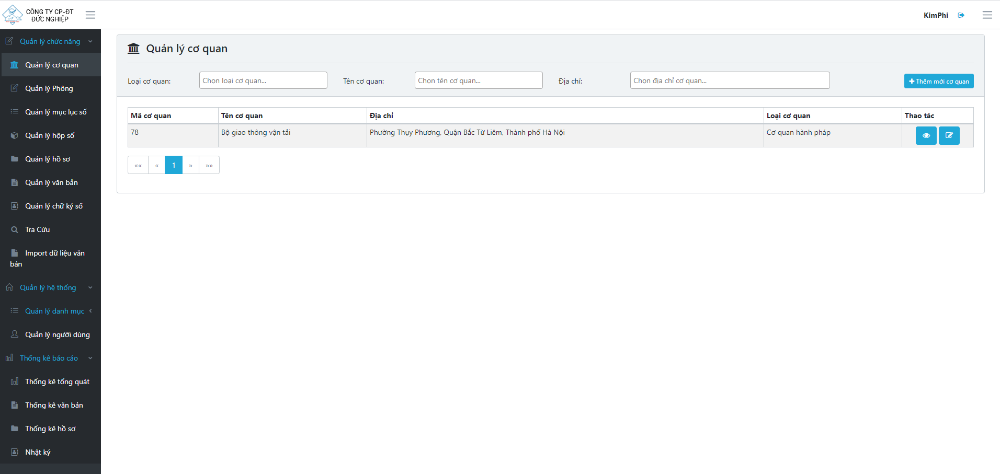 CÔNG TY CP-ĐT
ĐỨC NGHIỆP
KimPhi
Quản lý chức năng
Quản lý cơ quan
Quản lý Phông
Quản lý mục lục số
Quản lý hộp số
Quản lý hồ sơ
Quản lý văn bản
Quản lý chữ ký số
Tra Cứu
Import dữ liệu văn
bản
Quản lý hệ thống
Quản lý danh mục
Quản lý người dùng
Thống kê báo cáo
Thống kê tổng quát
Thống kê văn bản
Thống kê hồ sơ
Nhật ký
Quản lý cơ quan
Loại cơ quan: Chọn loại cơ quan... Tên cơ quan: Chọn tên cơ quan... Địa chỉ: Chọn địa chỉ cơ quan... Thêm mới cơ quan
Mã cơ quan Tên cơ quan Địa chỉ Loại cơ quan Thao tác
78 Bộ giao thông vận tải Phường Thụy Phương, Quận Bắc Từ Liêm, Thành phố Hà Nội Cơ quan hành pháp
«« « 1 » »»